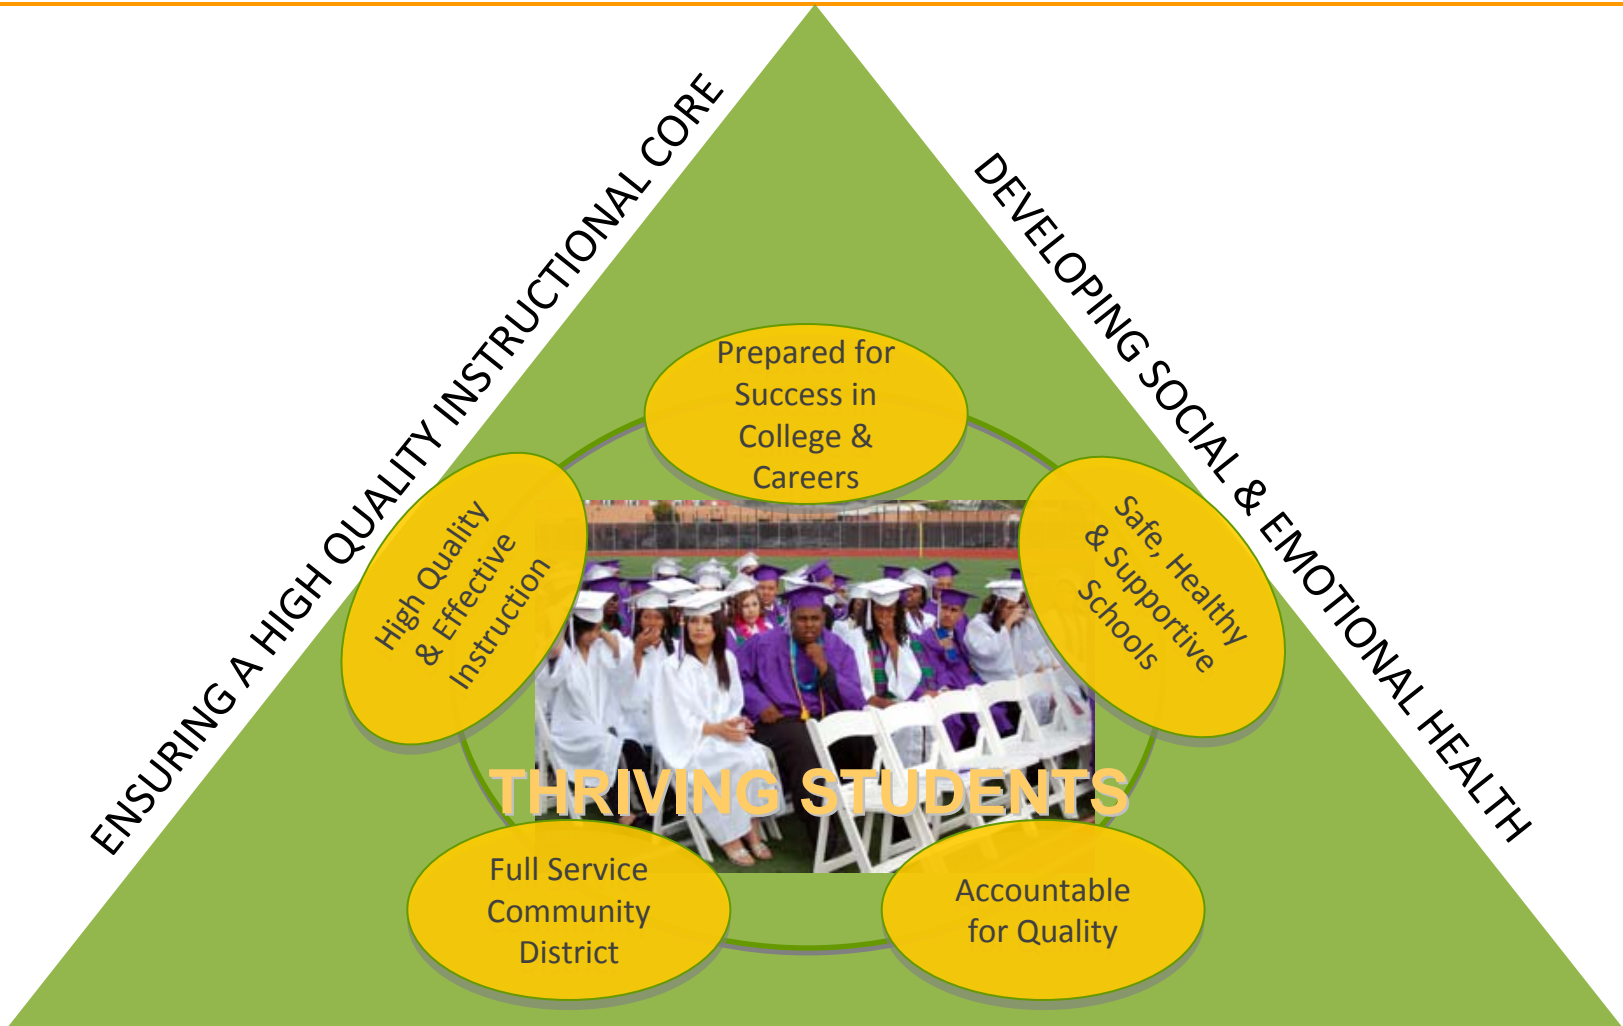 ENSURING A HIGH QUALITY INSTRUCTIONAL CORE
DEVELOPING SOCIAL & EMOTIONAL HEALTH
Prepared for
Success in
College &
Careers
High Quality
& Effective
Instruction
Safe, Healthy
& Supportive
Schools
THRIVING STUDENTS
Full Service
Community
District
Accountable
for Quality